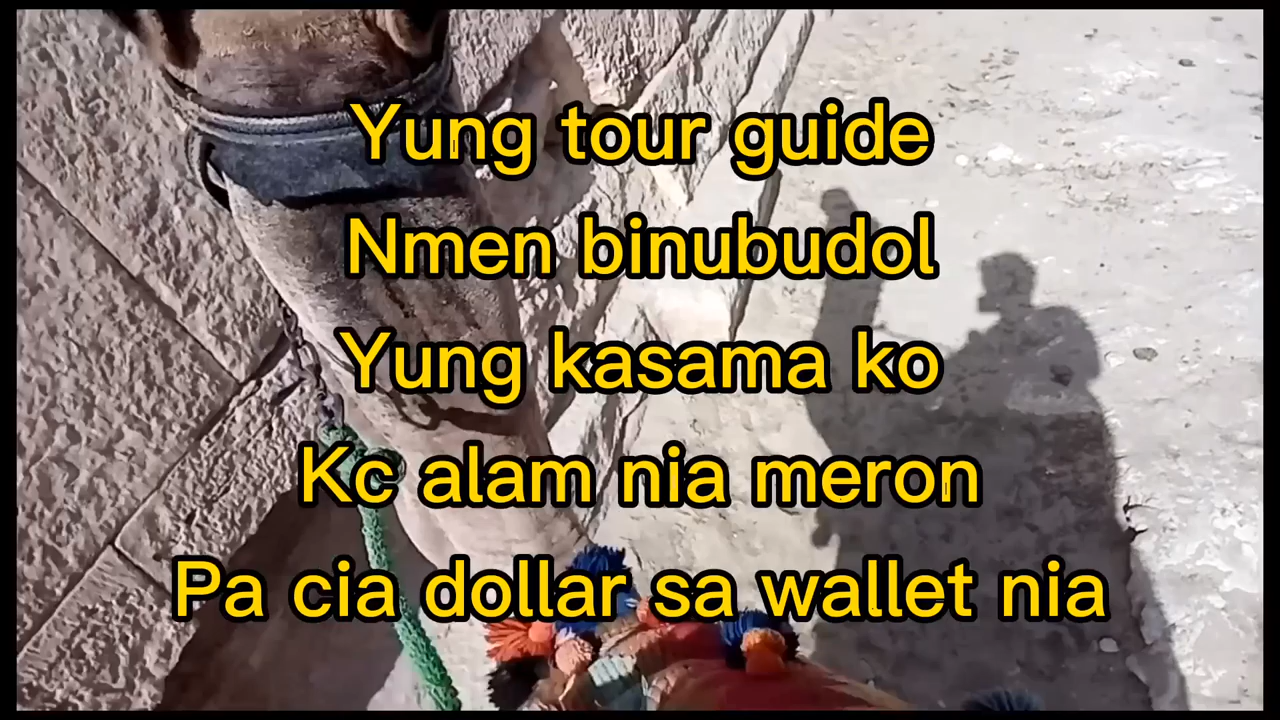 Yung tour guide
Nmen binubudol
Yung kasama ko
Kc alam nia meron
Pa cia dollar sa wallet nia